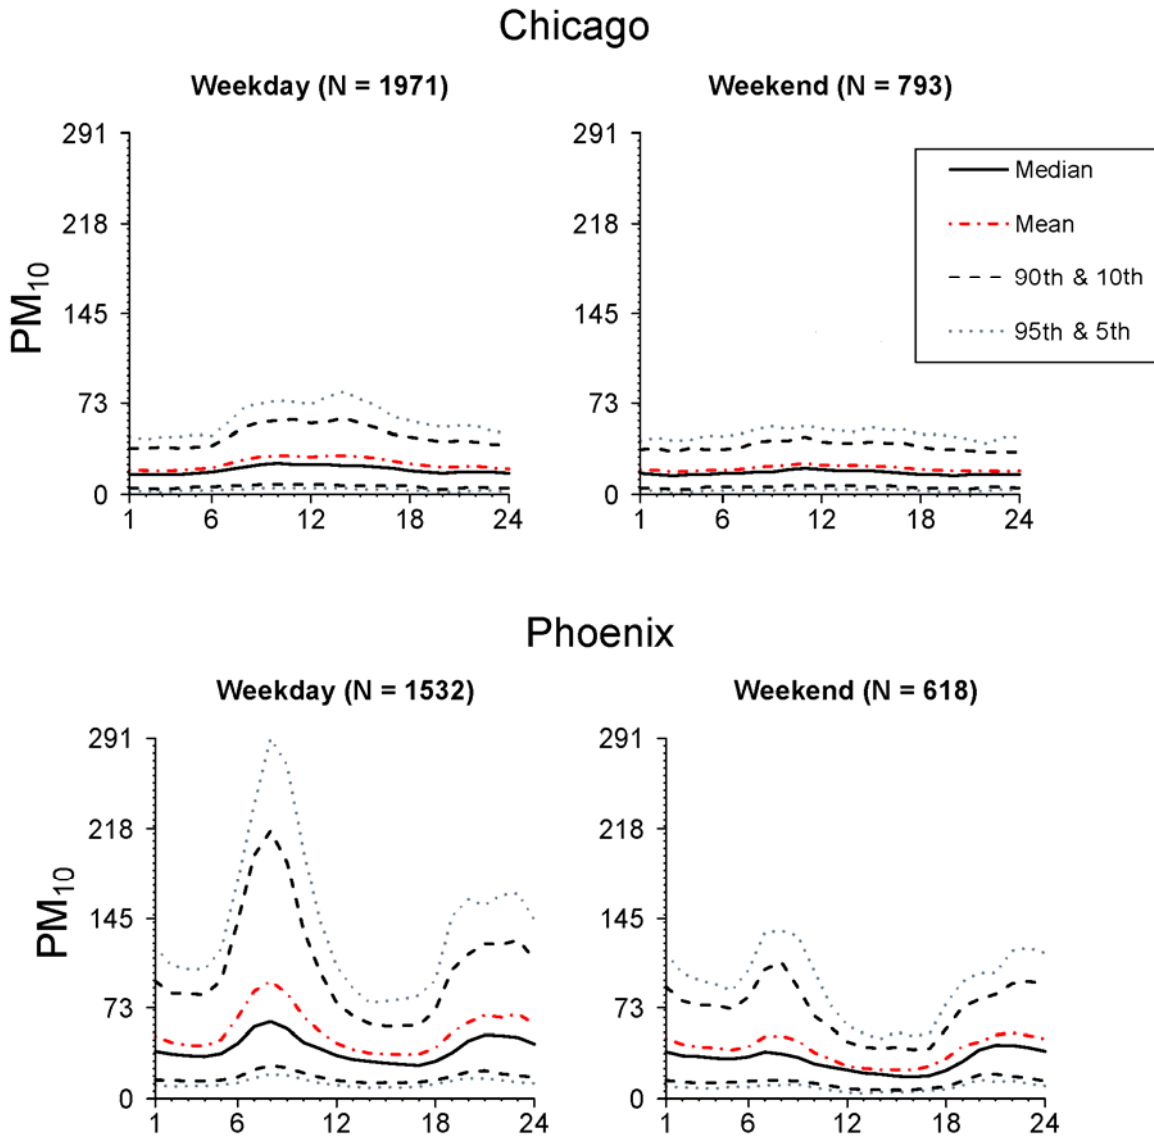 Chicago
Weekday (N = 1971)
Weekend (N = 793)
PM10
291
218
145
73
0
1 6 12 18 24
291
218
145
73
0
1 6 12 18 24
Median
Mean
90th & 10th
95th & 5th
Phoenix
Weekday (N = 1532)
Weekend (N = 618)
PM10
291
218
145
73
0
1 6 12 18 24
291
218
145
73
0
1 6 12 18 24